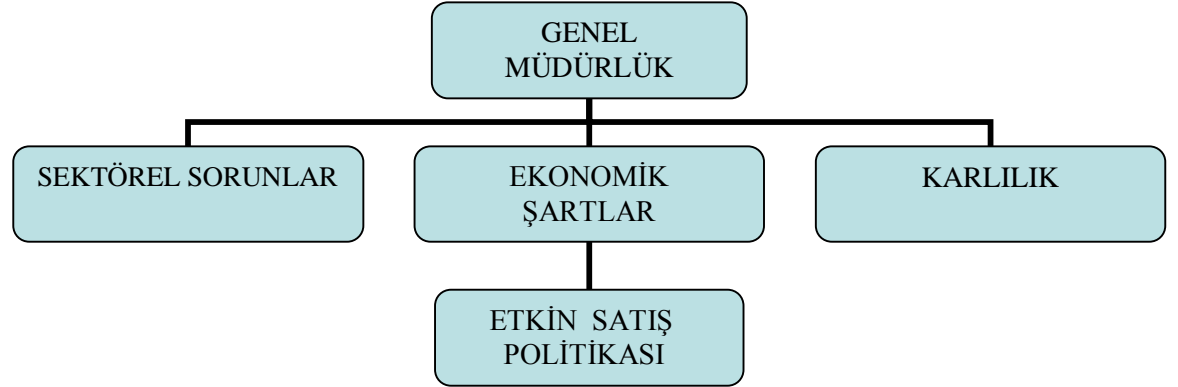 GENEL
MÜDÜRLÜK
SEKTÖREL SORUNLAR
EKONOMİK
ŞARTLAR
KARLILIK
ETKİN SATIŞ
POLİTİKASI